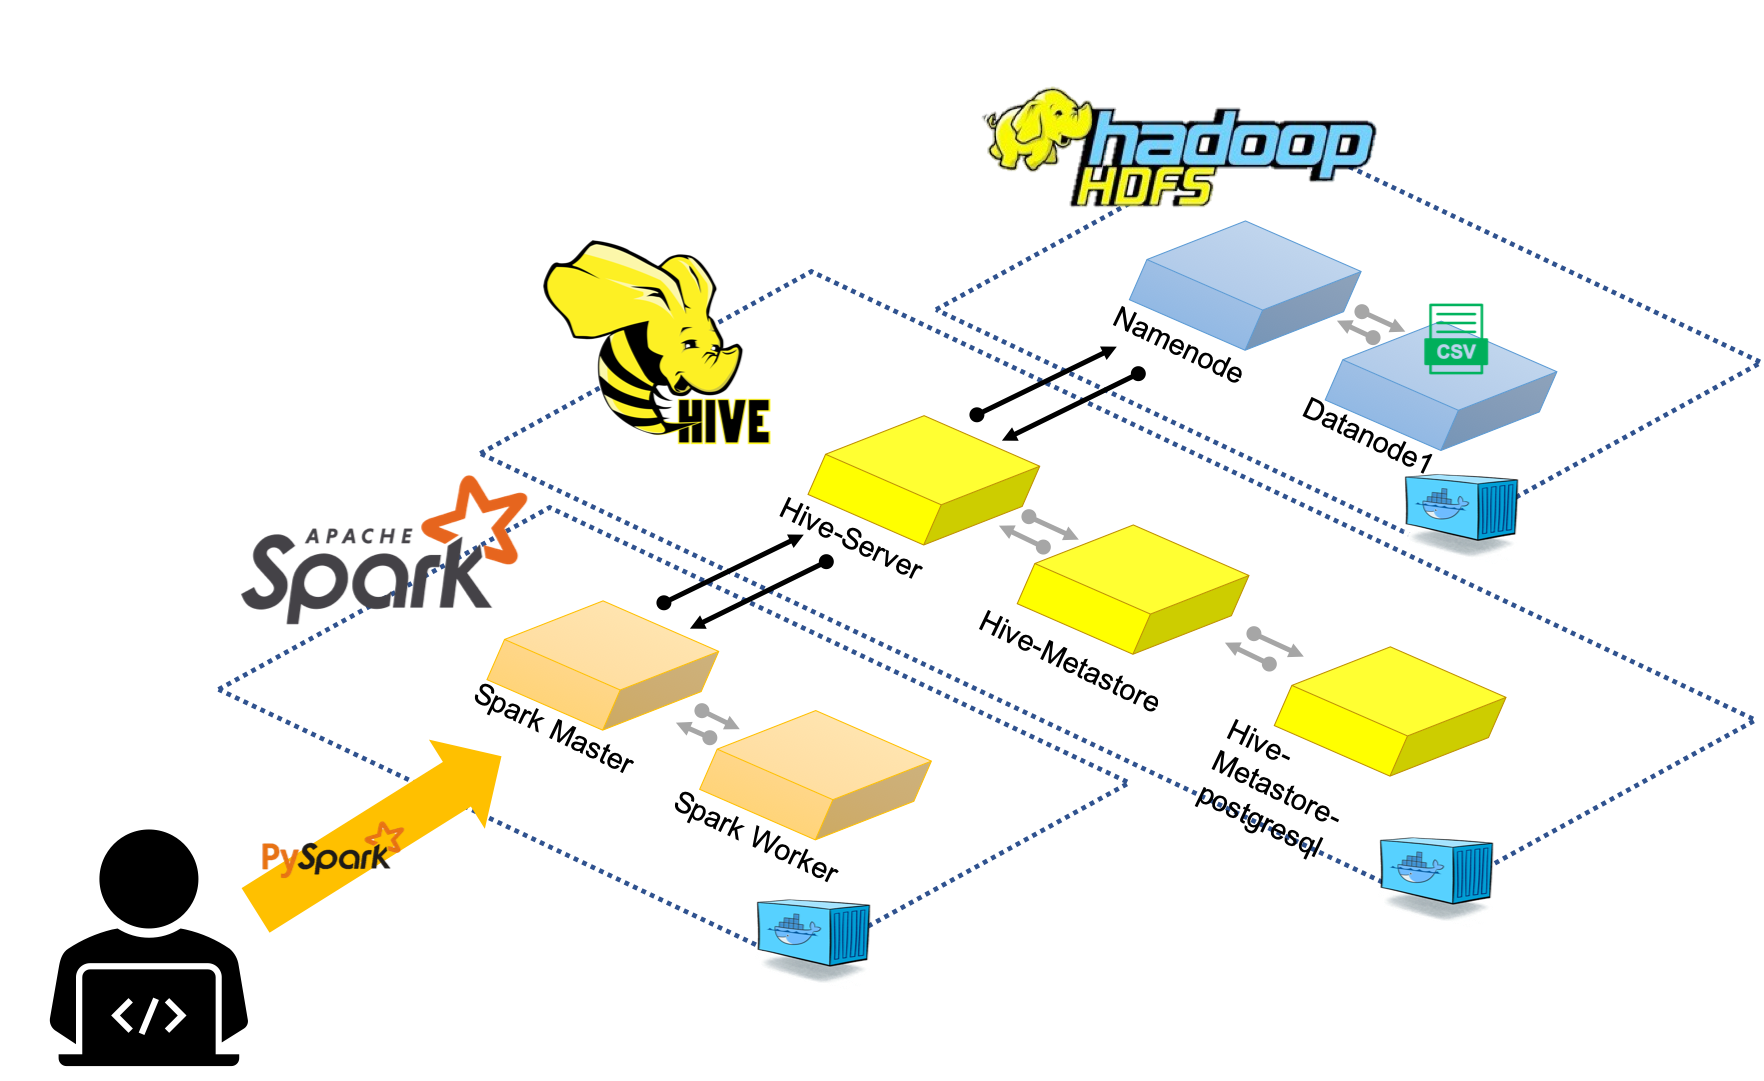 hadoop
HDFS
Namenode
CSV
Datanode1
HIVE
Hive-Server
Hive-Metastore
Hive-
Metastore-
postgresql
APACHE
Spark
Spark Master
Spark Worker
PySpark
</>